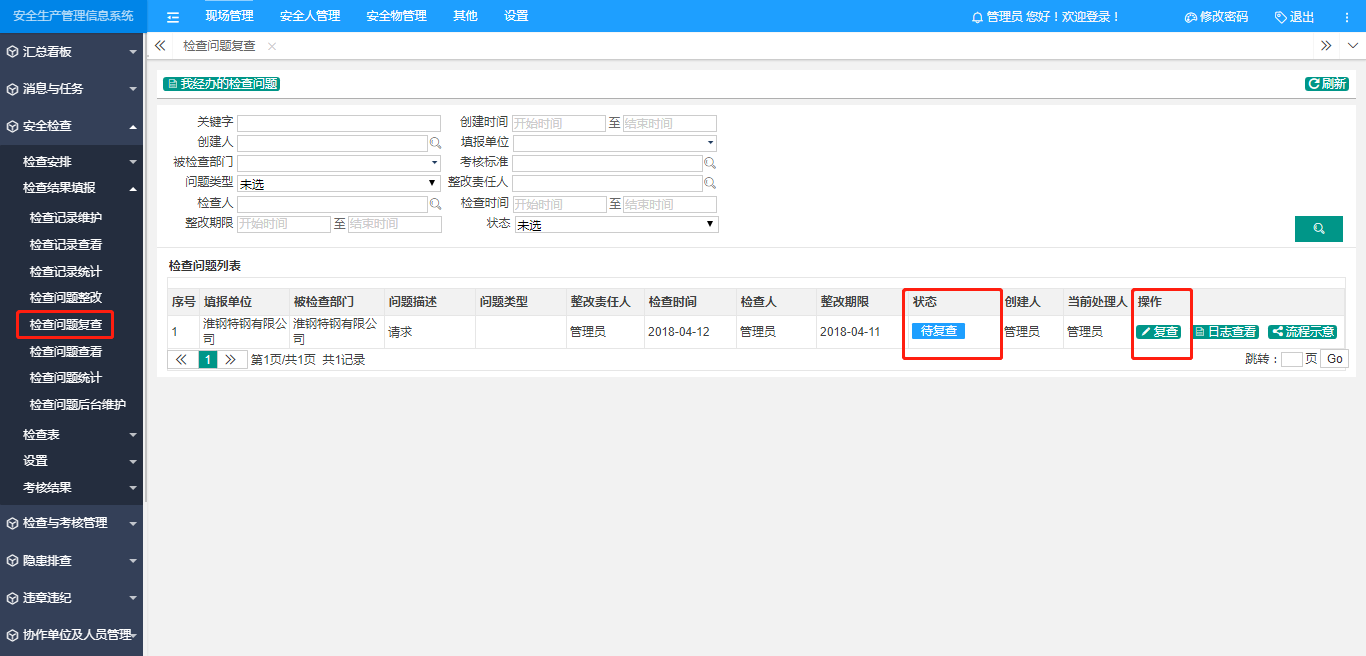 安全生产管理信息系统
现场管理 安全人管理 安全物管理 其他 设置
管理员 您好！欢迎登录！ 修改密码 退出
汇总看板
消息与任务
安全检查
检查安排
检查结果填报
检查记录维护
检查记录查看
检查记录统计
检查问题整改
检查问题复查
检查问题查看
检查问题统计
检查问题后台维护
检查表
设置
考核结果
检查与考核管理
隐患排查
违章违纪
协作单位及人员管理
检查问题复查
我经办的检查问题 刷新
关键字 创建时间 开始时间 至 结束时间
创建人 填报单位
被检查部门 考核标准
问题类型 未选 整改责任人
检查人 检查时间 开始时间 至 结束时间
整改期限 开始时间 至 结束时间 状态 未选
检查问题列表
序号 填报单位 被检查部门 问题描述 问题类型 整改责任人 检查时间 检查人 整改期限 状态 创建人 当前处理人 操作
1 淮钢特钢有限公司 淮钢特钢有限公司 请求 管理员 2018-04-12 管理员 2018-04-11 待复查 管理员 管理员 复查 日志查看 流程示意
1 第1页/共1页 共1记录 跳转： 页 Go